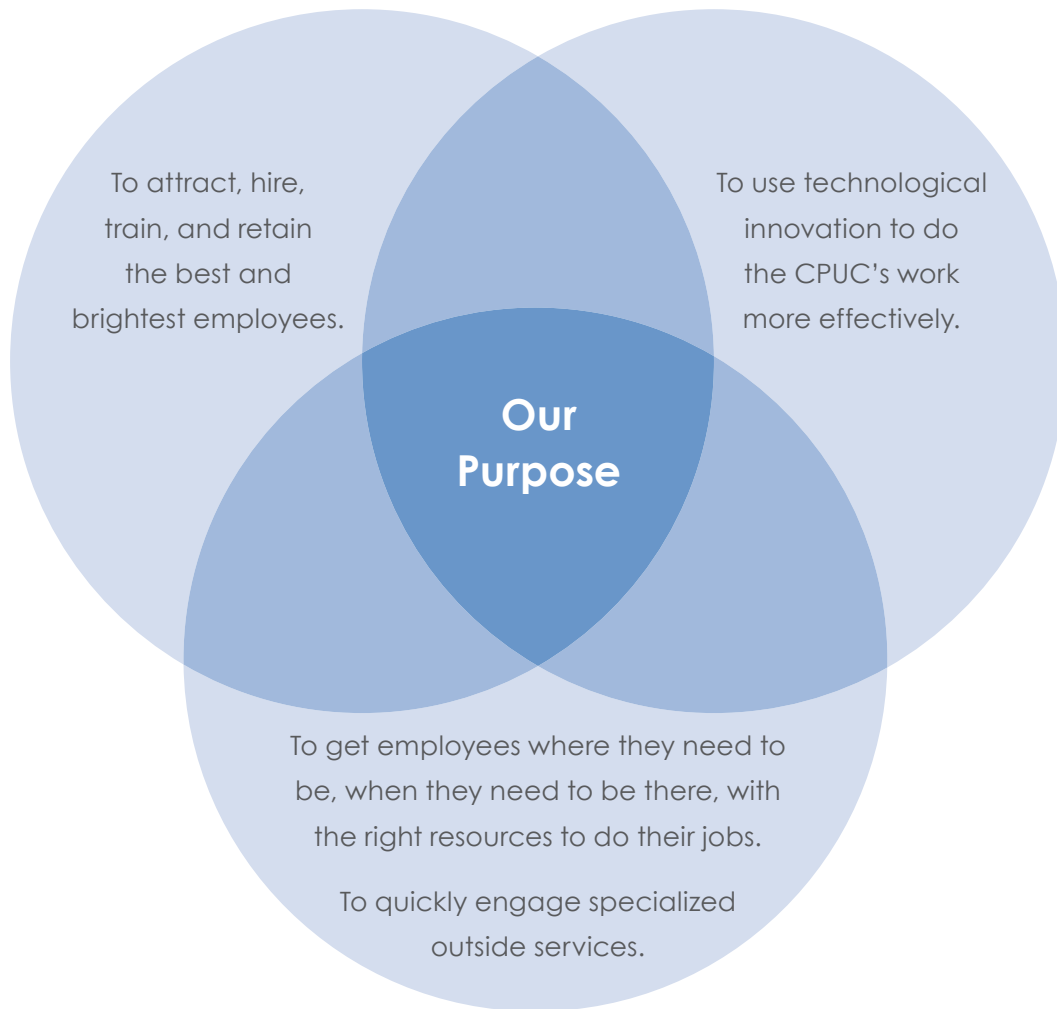 To attract, hire,
train, and retain
the best and
brightest employees.
To use technological
innovation to do
the CPUC’s work
more effectively.
Our
Purpose
To get employees where they need to
be, when they need to be there, with
the right resources to do their jobs.
To quickly engage specialized
outside services.